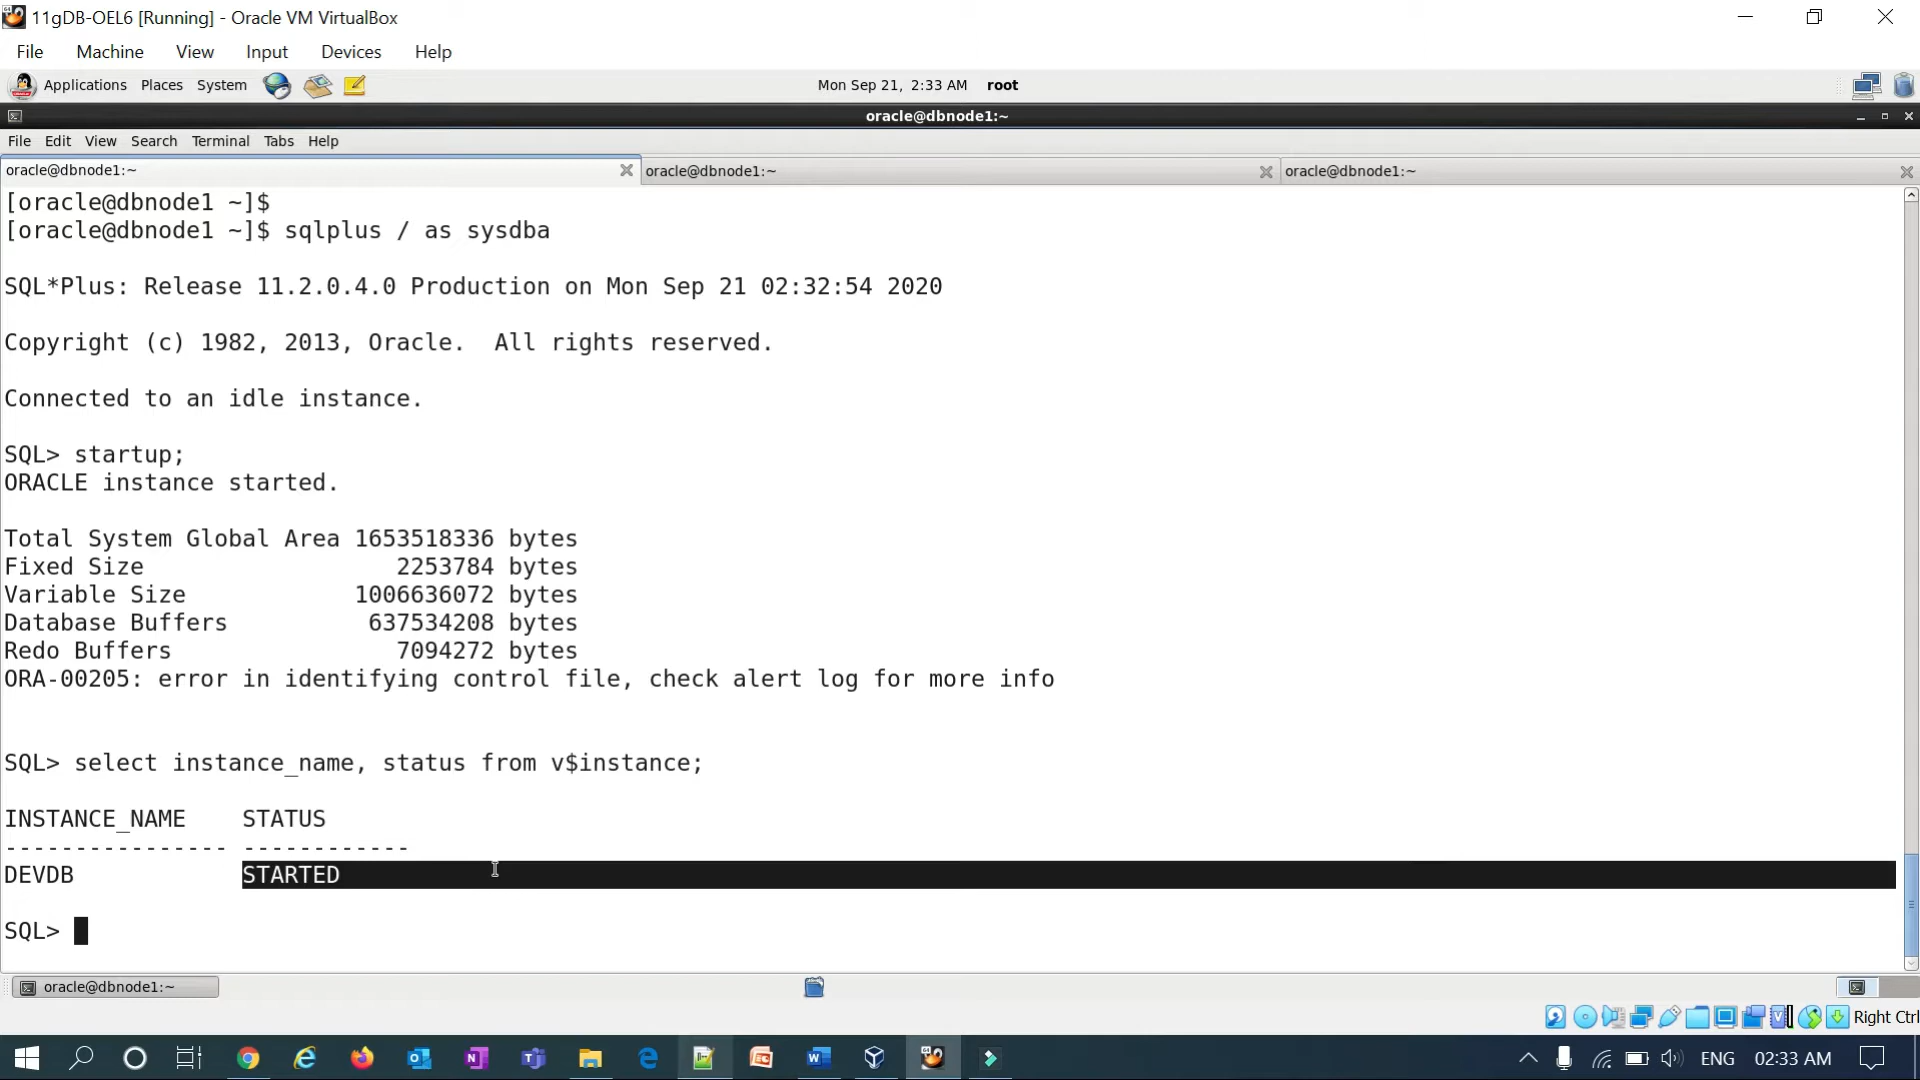 11gDB-OEL6 [Running] - Oracle VM VirtualBox
File Machine View Input Devices Help
Applications Places System Mon Sep 21, 2:33 AM root
oracle@dbnode1:~
File Edit View Search Terminal Tabs Help
oracle@dbnode1:~ oracle@dbnode1:~ oracle@dbnode1:~
[oracle@dbnode1 ~]$
[oracle@dbnode1 ~]$ sqlplus / as sysdba
SQL*Plus: Release 11.2.0.4.0 Production on Mon Sep 21 02:32:54 2020
Copyright (c) 1982, 2013, Oracle.  All rights reserved.
Connected to an idle instance.
SQL> startup;
ORACLE instance started.
Total System Global Area 1653518336 bytes
Fixed Size                  2253784 bytes
Variable Size            1006636072 bytes
Database Buffers          637534208 bytes
Redo Buffers                7094272 bytes
ORA-00205: error in identifying control file, check alert log for more info
SQL> select instance_name, status from v$instance;
INSTANCE_NAME    STATUS
---------------- ------------
DEVDB            STARTED
SQL>
oracle@dbnode1:~
Right Ctrl
ENG 02:33 AM